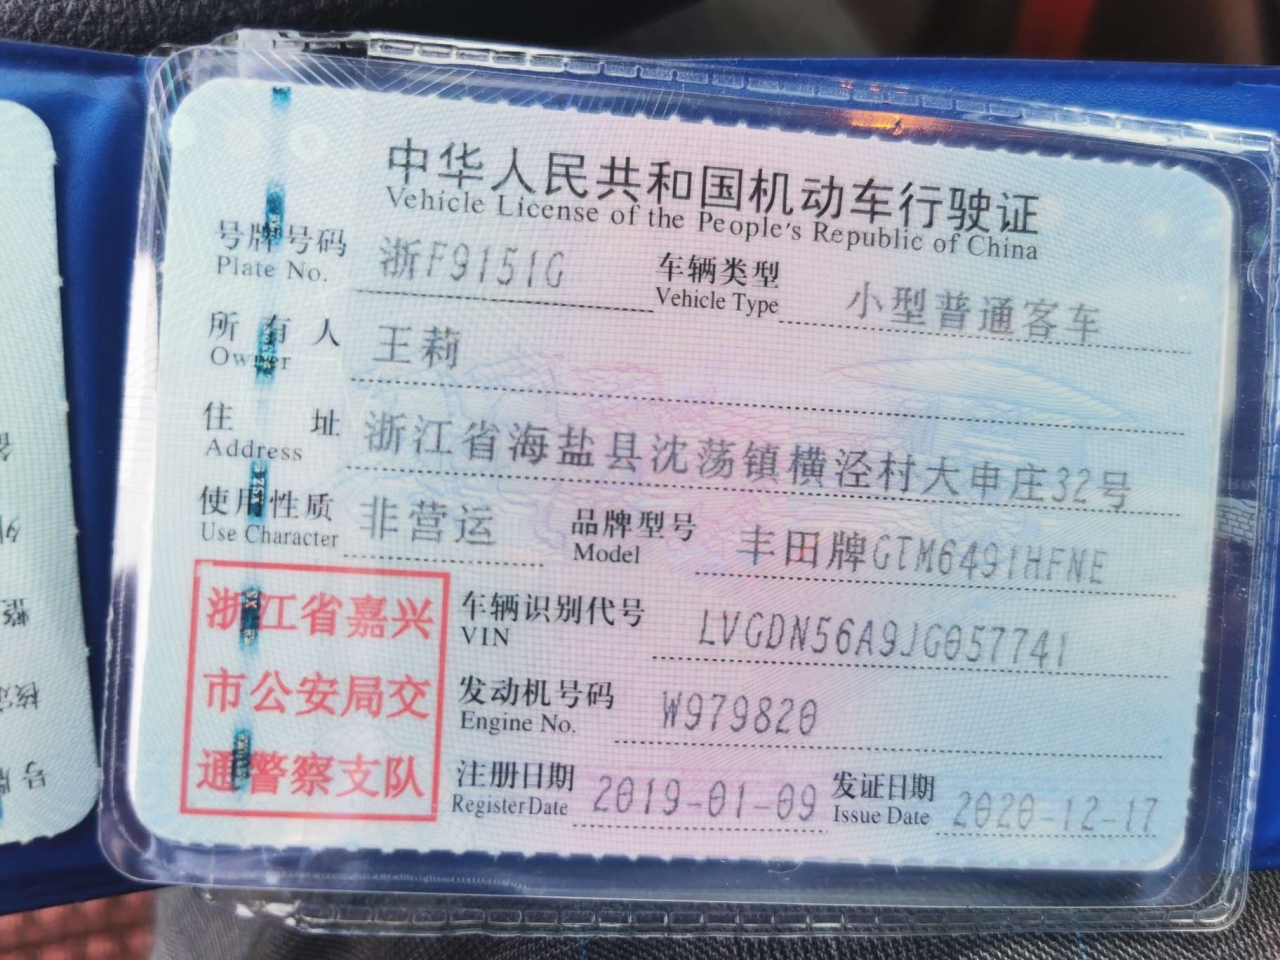 中华人民共和国机动车行驶证
Vehicle License of the People's Republic of China
号牌号码 浙F9151G 车辆类型 小型普通客车
Plate No. Vehicle Type
所有人 王莉
Owner
住址 浙江省海盐县沈荡镇横泾村大申庄32号
Address
使用性质 非营运 品牌型号 丰田牌GTM6491HFNE
Use Character Model
浙江省嘉兴
市公安局交
通警察支队
车辆识别代号 LVGDN56A9JG057741
VIN
发动机号码 W979820
Engine No.
注册日期 2019-01-09 发证日期 2020-12-17
Register Date Issue Date